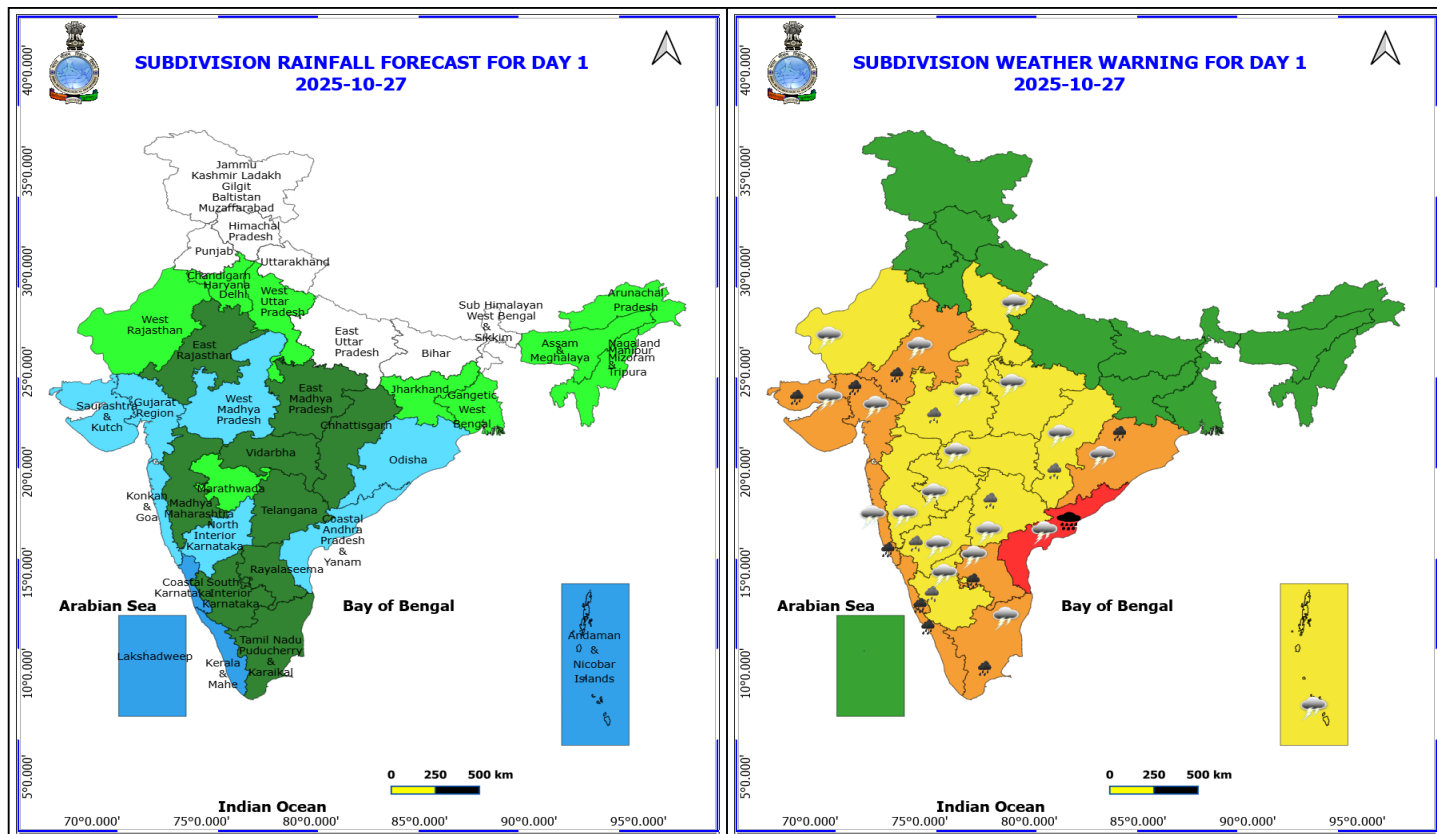 SUBDIVISION RAINFALL FORECAST FOR DAY 1
2025-10-27
40°0.000'
35°0.000'
30°0.000'
25°0.000'
20°0.000'
15°0.000'
10°0.000'
5°0.000'
Jammu
Kashmir Ladakh
Gilgit
Baltistan
Muzaffarabad
Himachal
Pradesh
Punjab
Uttarakhand
Chandigarh
Haryana
Delhi
West
Uttar
Pradesh
West
Rajasthan
East
Rajasthan
East
Uttar
Pradesh
Bihar
Sub Himalayan
West Bengal
&
Sikkim
Arunachal
Pradesh
Assam
&
Meghalaya
Nagaland
Manipur
Mizoram
&
Tripura
Jharkhand
Gangetic
West
Bengal
Saurashtra
&
Kutch
Gujarat
Region
West
Madhya
Pradesh
East
Madhya
Pradesh
Chhattisgarh
Odisha
Vidarbha
Marathwada
Madhya
Maharashtra
Konkan
&
Goa
North
Interior
Karnataka
Telangana
Coastal
Andhra
Pradesh
&
Yanam
Rayalaseema
Coastal
Karnataka
South
Interior
Karnataka
Tamil Nadu
Puducherry
&
Karaikal
Kerala
&
Mahe
Lakshadweep
Andaman
&
Nicobar
Islands
Arabian Sea
Bay of Bengal
Indian Ocean
0 250 500 km
70°0.000' 75°0.000' 80°0.000' 85°0.000' 90°0.000' 95°0.000'
SUBDIVISION WEATHER WARNING FOR DAY 1
2025-10-27
40°0.000'
35°0.000'
30°0.000'
25°0.000'
20°0.000'
15°0.000'
10°0.000'
5°0.000'
Arabian Sea
Bay of Bengal
Indian Ocean
0 250 500 km
70°0.000' 75°0.000' 80°0.000' 85°0.000' 90°0.000' 95°0.000'